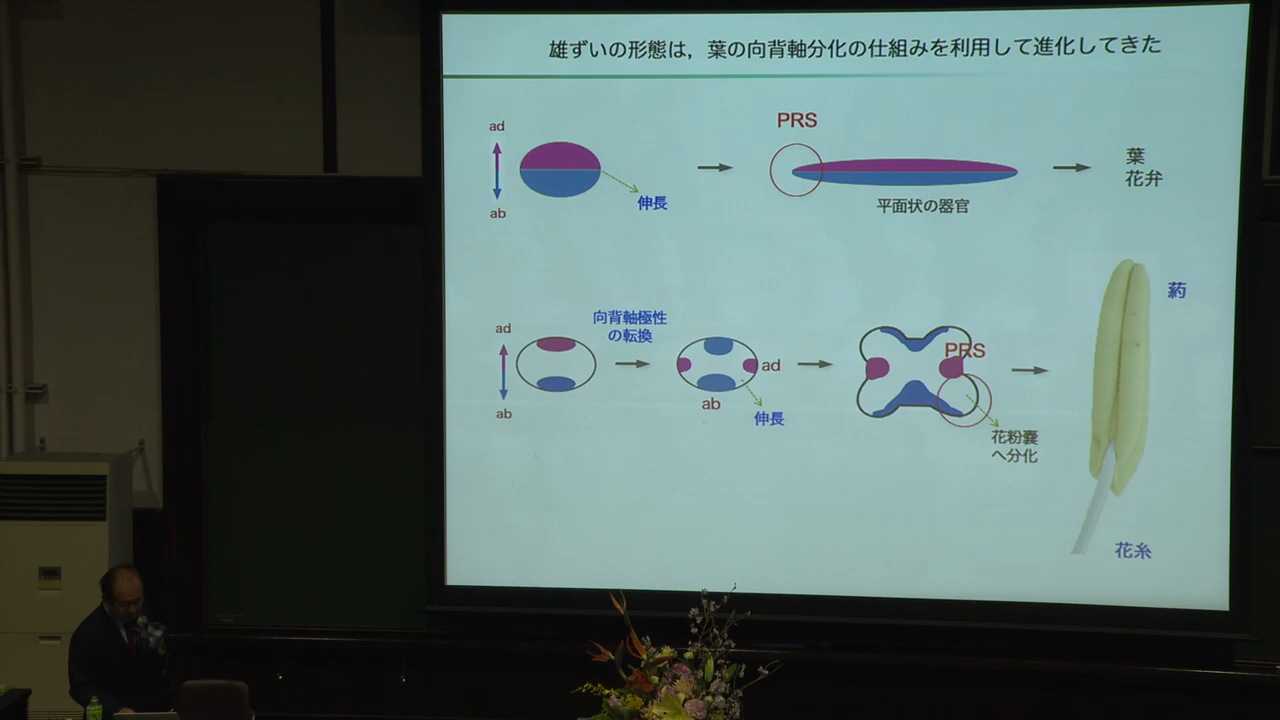 雄ずいの形態は，葉の向背軸分化の仕組みを利用して進化してきた
PRS
ad
葉
花弁
伸長
ab
平面状の器官
葯
向背軸極性
の転換
ad
PRS
ad
ab
ab
伸長
花粉嚢
へ分化
花糸